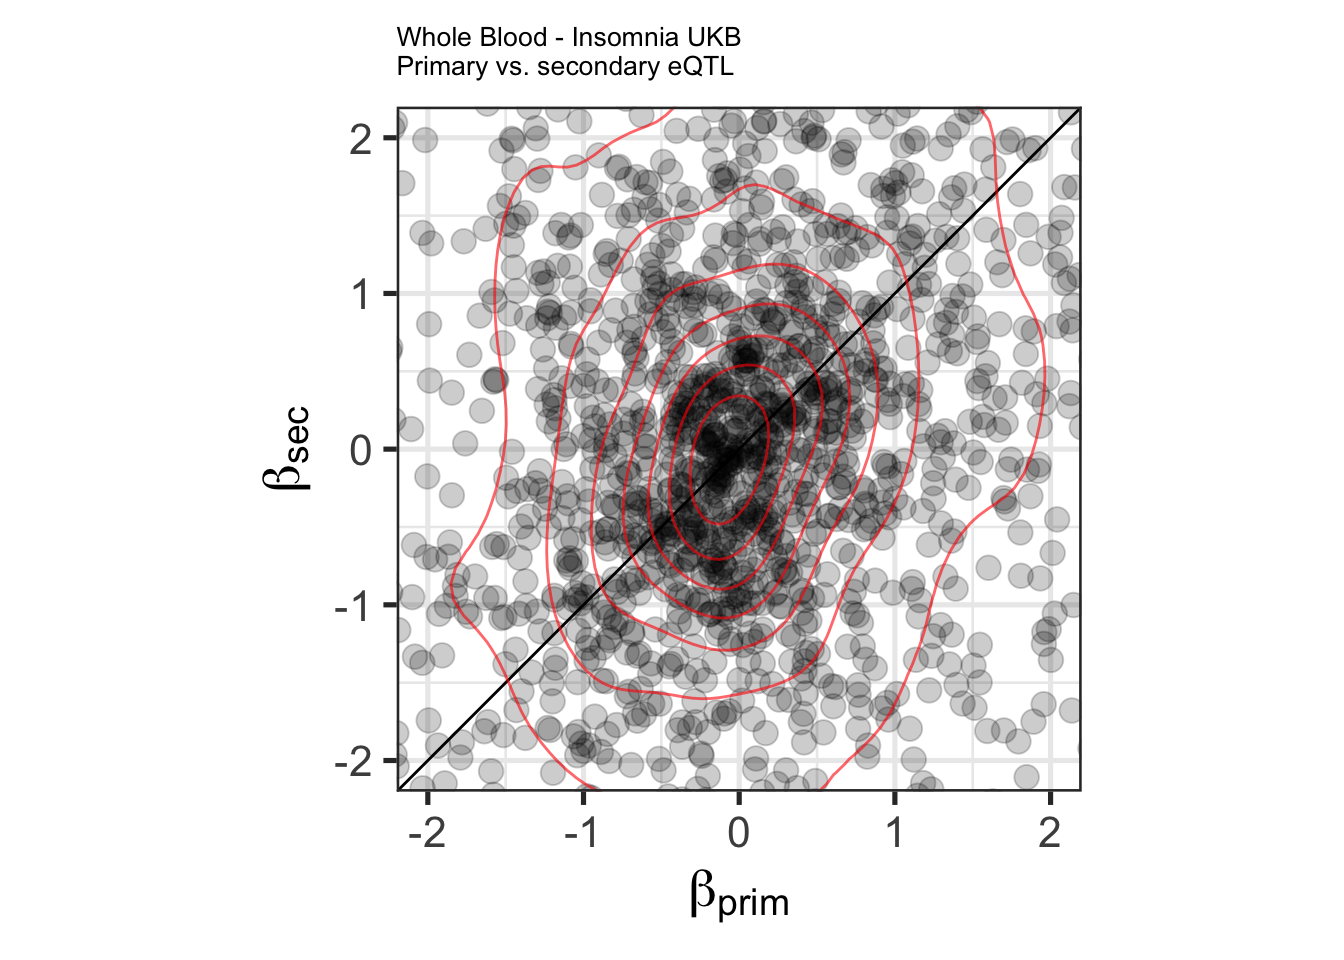 Whole Blood - Insomnia UKB
Primary vs. secondary eQTL
2
1
0
-1
-2
βsec
-2 -1 0 1 2
βprim